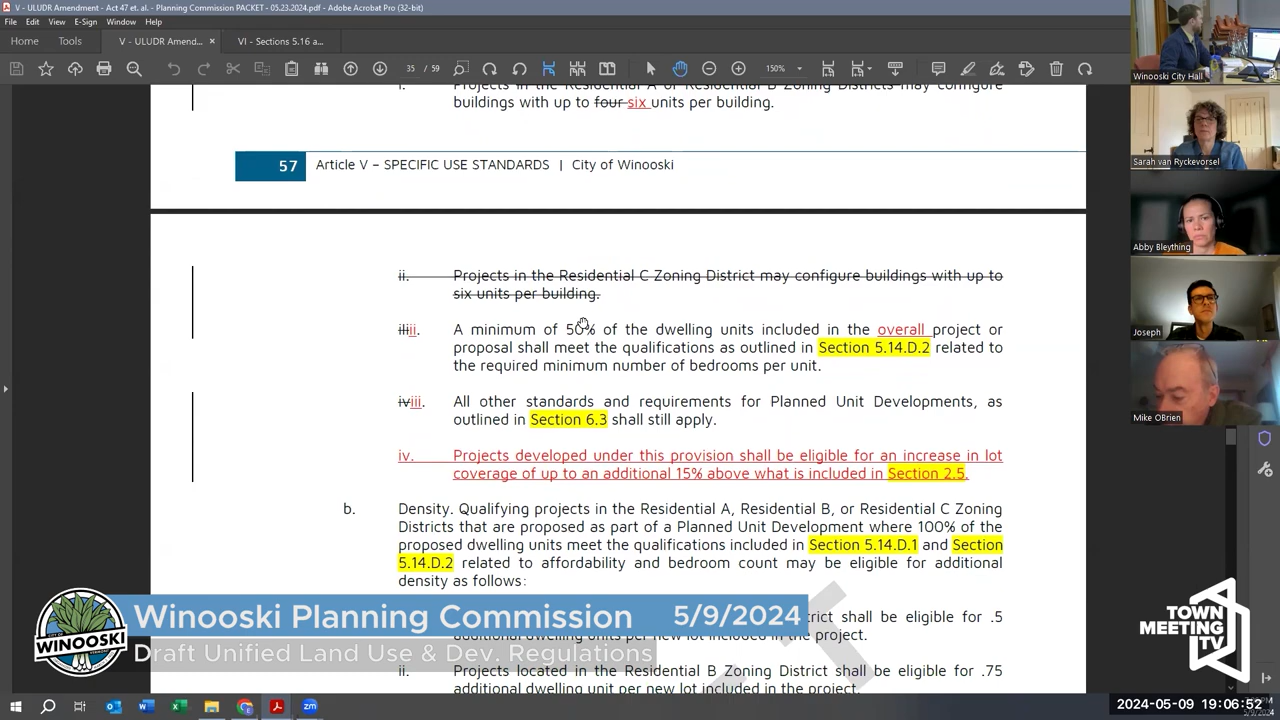 V - ULUDR Amendment - Act 47 et. al. - Planning Commission PACKET - 05.23.2024.pdf - Adobe Acrobat Pro (32-bit)
File Edit View E-Sign Window Help
Home Tools V - ULUDR Amend... × VI - Sections 5.16 a...
35 / 59 150%
i. Projects in the Residential A or Residential B Zoning Districts may configure
buildings with up to four six units per building.
57 Article V – SPECIFIC USE STANDARDS | City of Winooski
ii. Projects in the Residential C Zoning District may configure buildings with up to
six units per building.
iiiii. A minimum of 50% of the dwelling units included in the overall project or
proposal shall meet the qualifications as outlined in Section 5.14.D.2 related to
the required minimum number of bedrooms per unit.
iviii. All other standards and requirements for Planned Unit Developments, as
outlined in Section 6.3 shall still apply.
iv. Projects developed under this provision shall be eligible for an increase in lot
coverage of up to an additional 15% above what is included in Section 2.5.
b. Density. Qualifying projects in the Residential A, Residential B, or Residential C Zoning
Districts that are proposed as part of a Planned Unit Development where 100% of the
proposed dwelling units meet the qualifications included in Section 5.14.D.1 and Section
5.14.D.2 related to affordability and bedroom count may be eligible for additional
density as follows:
trict shall be eligible for .5
additional dwelling units per new lot included in the project.
ii. Projects located in the Residential B Zoning District shall be eligible for .75
additional dwelling unit per new lot included in the project.
Winooski City Hall
Sarah van Ryckevorsel
Abby Bleything
Joseph
Mike OBrien
CITY OF
WINOOSKI
VERMONT
Winooski Planning Commission 5/9/2024
Draft Unified Land Use & Dev. Regulations
TOWN
MEETING
TV
2024-05-09 19:06:52